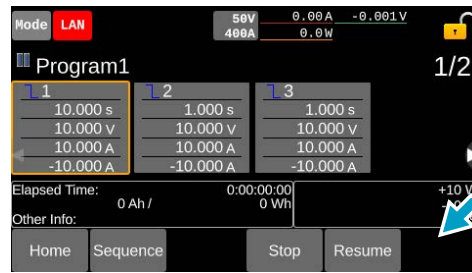 Mode LAN 50V 400A 0.00A -0.001V 0.0W
Program1 1/2
1 2 3
10.000 s 1.000 s 1.000 s
10.000 V 10.000 V 10.000 V
10.000 A 10.000 A 10.000 A
-10.000 A -10.000 A -10.000 A
Elapsed Time: 0:00:00:00 +10
0 Ah / 0 Wh
Other Info:
Home Sequence Stop Resume